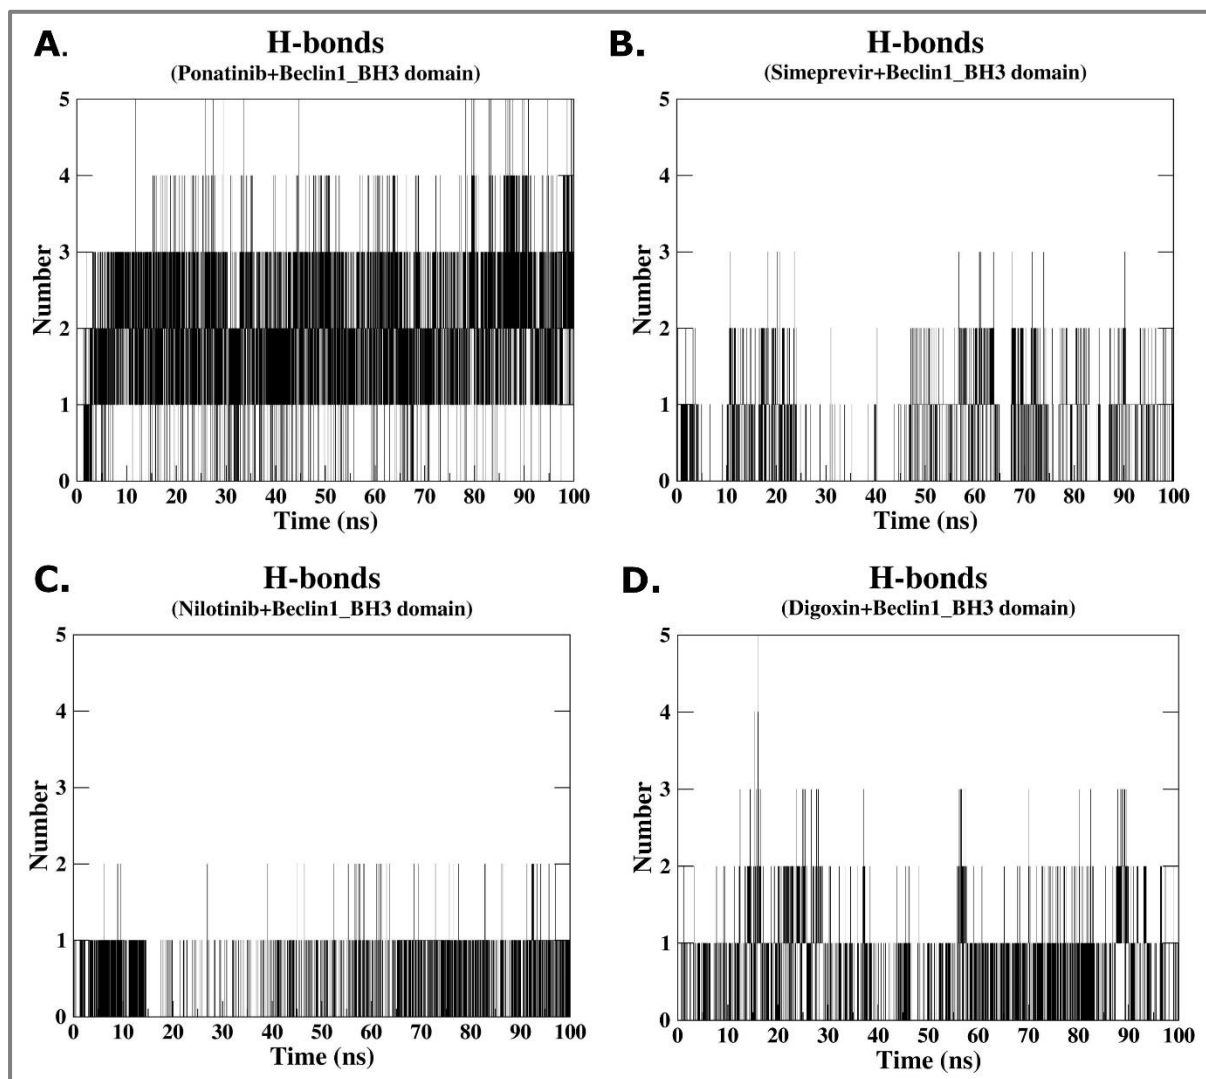 A.
H-bonds
(Ponatinib+Beclin1_BH3 domain)
Number
5
4
3
2
1
0
0 10 20 30 40 50 60 70 80 90 100
Time (ns)
B.
H-bonds
(Simeprevir+Beclin1_BH3 domain)
Number
5
4
3
2
1
0
0 10 20 30 40 50 60 70 80 90 100
Time (ns)
C.
H-bonds
(Nilotinib+Beclin1_BH3 domain)
Number
5
4
3
2
1
0
0 10 20 30 40 50 60 70 80 90 100
Time (ns)
D.
H-bonds
(Digoxin+Beclin1_BH3 domain)
Number
5
4
3
2
1
0
0 10 20 30 40 50 60 70 80 90 100
Time (ns)